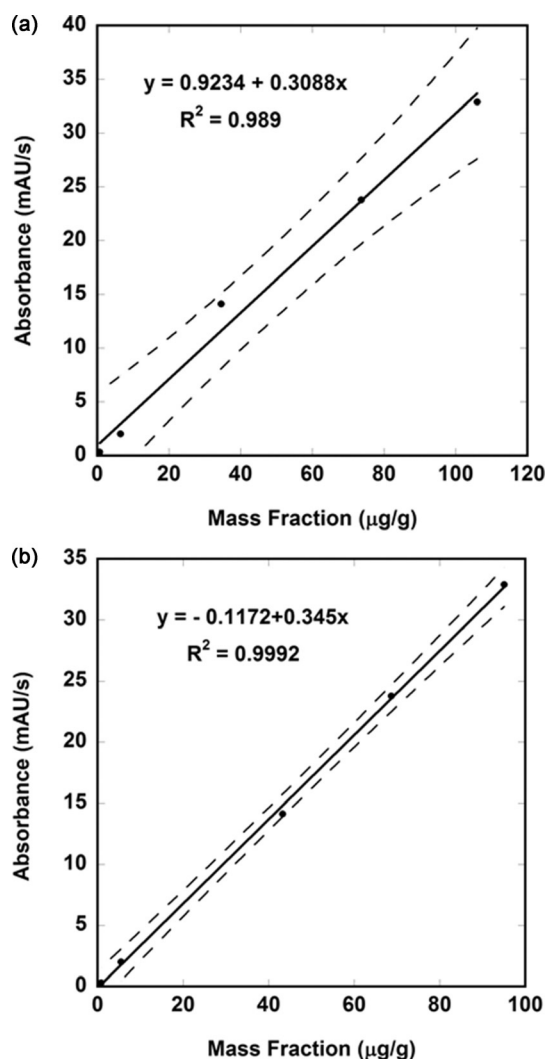 (a)
40
35
30
25
20
15
10
5
0
y = 0.9234 + 0.3088x
R² = 0.989
Absorbance (mAU/s)
0 20 40 60 80 100 120
Mass Fraction (μg/g)
(b)
35
30
25
20
15
10
5
0
y = - 0.1172+0.345x
R² = 0.9992
Absorbance (mAU/s)
0 20 40 60 80 100
Mass Fraction (μg/g)